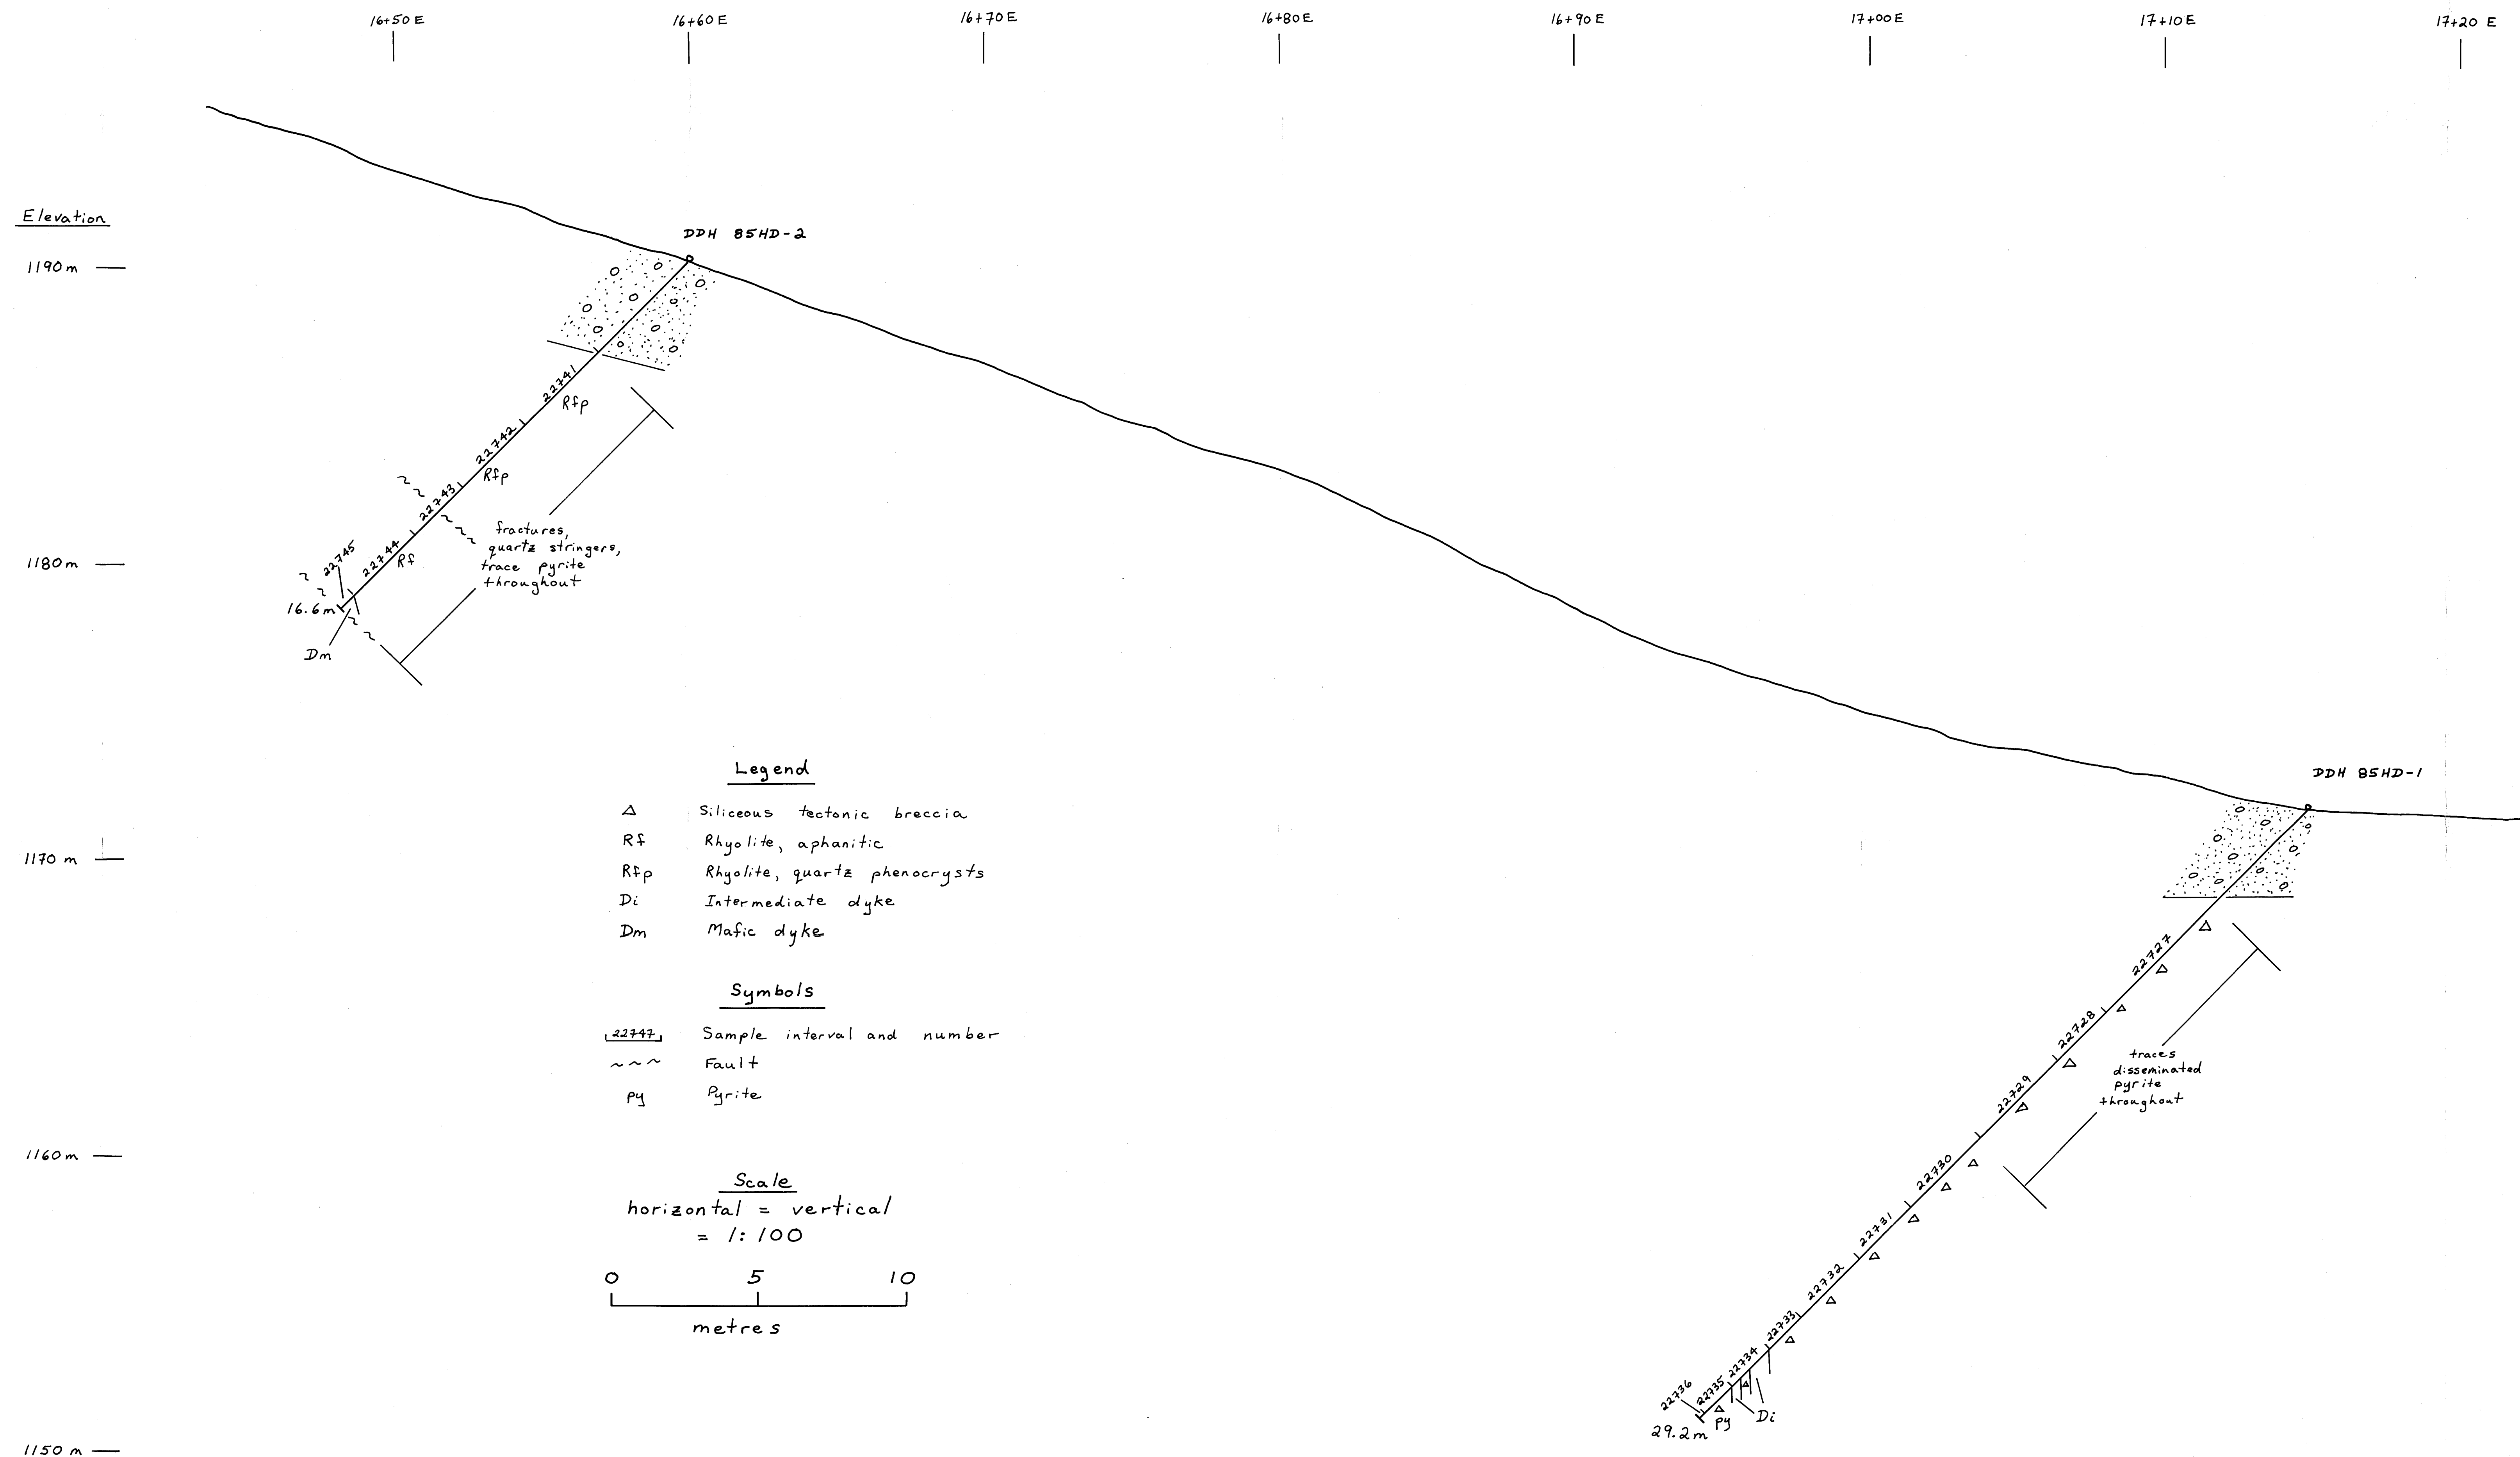 16+50 E 16+60 E 16+70 E 16+80 E 16+90 E 17+00 E 17+10 E 17+20 E
Elevation
1190 m
1180 m
1170 m
1160 m
1150 m
DDH 85HD-2
22741
Rfp
22742
Rfp
22743
22744
Rf
22745
16.6 m
Dm
fractures,
quartz stringers,
trace pyrite
throughout
Legend
△ Siliceous tectonic breccia
Rf Rhyolite, aphanitic
Rfp Rhyolite, quartz phenocrysts
Di Intermediate dyke
Dm Mafic dyke
Symbols
22747 Sample interval and number
~~~ Fault
py Pyrite
Scale
horizontal = vertical
= 1:100
0 5 10
metres
DDH 85HD-1
22727
22728
22729
22730
22731
22732
22733
22734
22735
22736
traces
disseminated
pyrite
throughout
py
Di
29.2 m